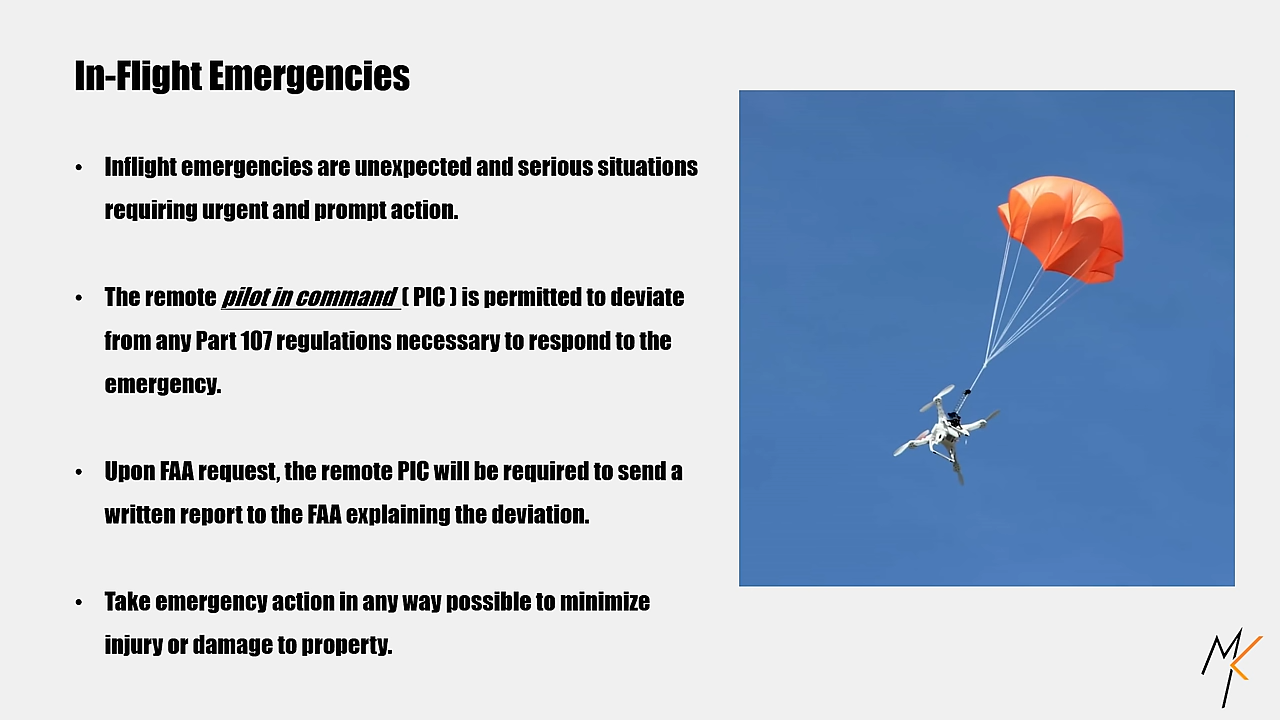 In-Flight Emergencies
• Inflight emergencies are unexpected and serious situations
requiring urgent and prompt action.
• The remote pilot in command ( PIC ) is permitted to deviate
from any Part 107 regulations necessary to respond to the
emergency.
• Upon FAA request, the remote PIC will be required to send a
written report to the FAA explaining the deviation.
• Take emergency action in any way possible to minimize
injury or damage to property.
MK